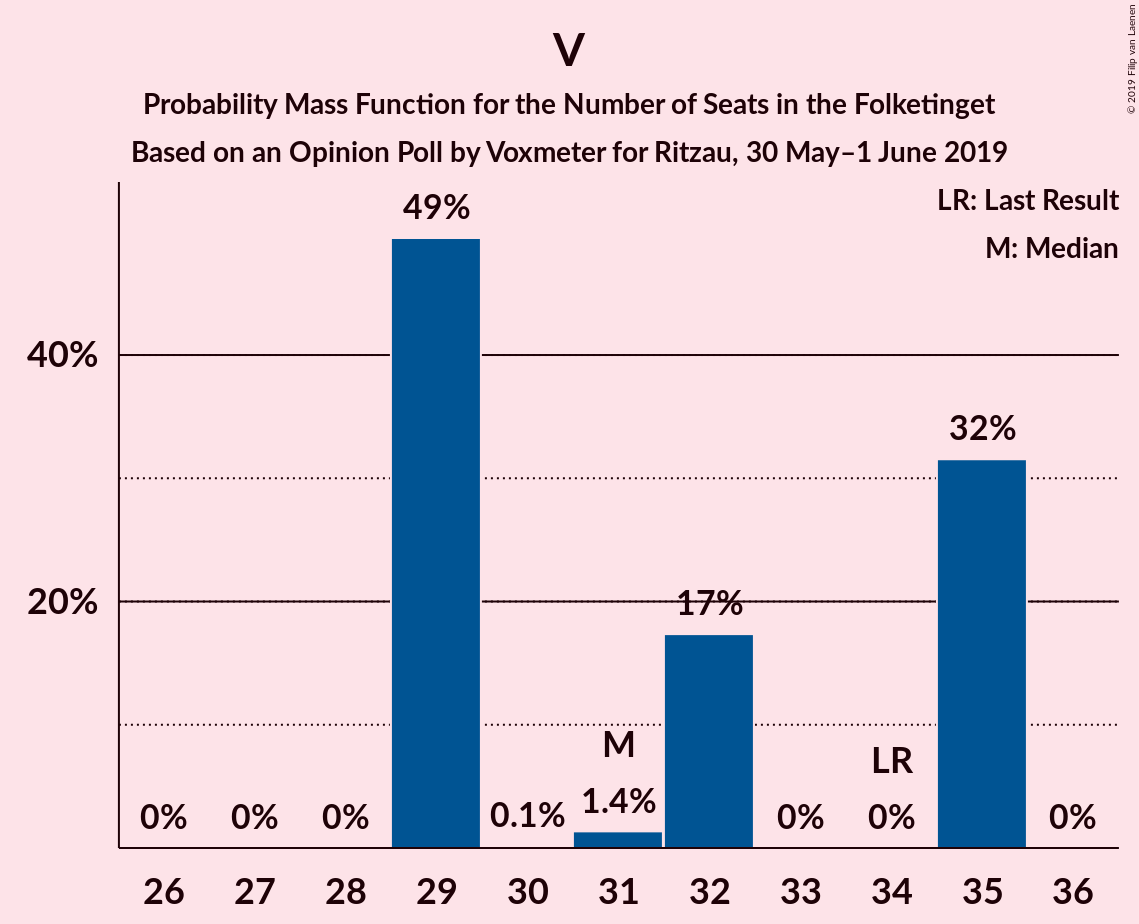 V
Probability Mass Function for the Number of Seats in the Folketinget
Based on an Opinion Poll by Voxmeter for Ritzau, 30 May–1 June 2019
© 2019 Filip van Laenen
LR: Last Result
M: Median
40%
20%
0%
0%
0%
49%
0.1%
M
1.4%
17%
0%
LR
0%
32%
0%
26 27 28 29 30 31 32 33 34 35 36